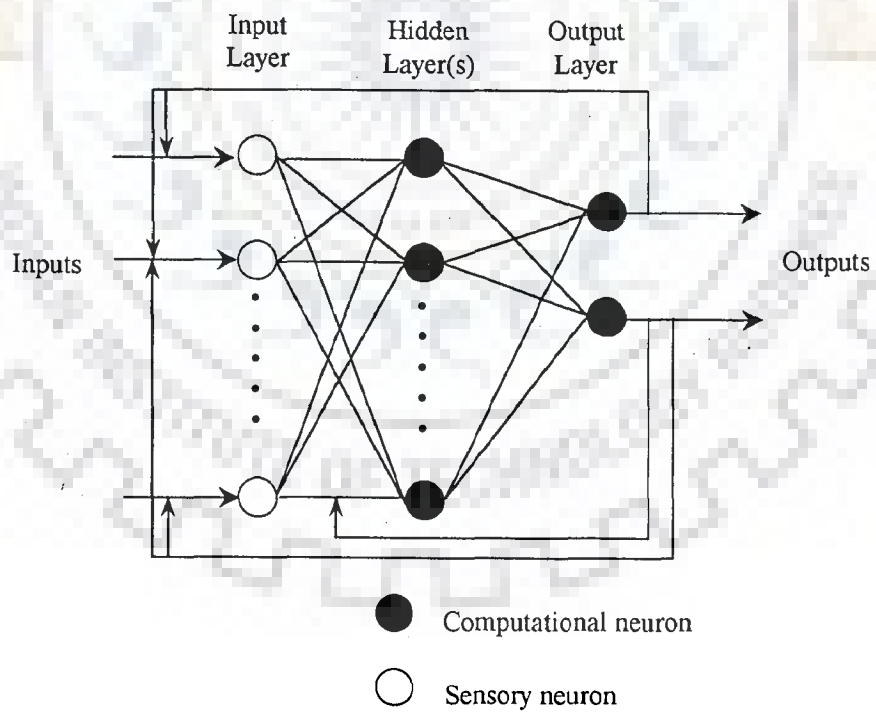 Input
Layer
Hidden
Layer(s)
Output
Layer
Inputs
Outputs
Computational neuron
Sensory neuron